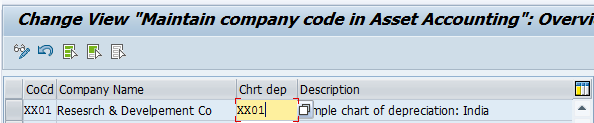 Change View "Maintain company code in Asset Accounting": Overvi
CoCd Company Name Chrt dep Description
XX01 Resesrch & Develpement Co XX01 mple chart of depreciation: India